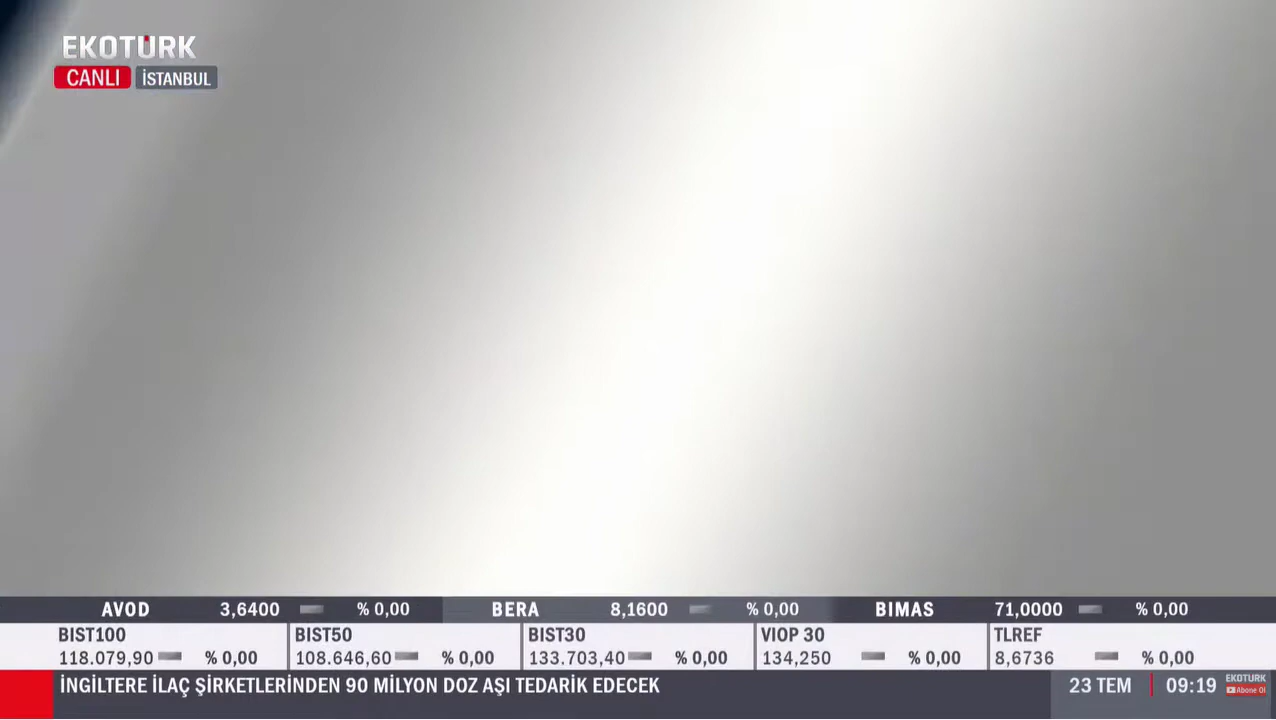 EKOTÜRK
CANLI İSTANBUL
AVOD 3,6400 % 0,00 BERA 8,1600 % 0,00 BIMAS 71,0000 % 0,00
BIST100 BIST50 BIST30 VIOP 30 TLREF
118.079,90 % 0,00 108.646,60 % 0,00 133.703,40 % 0,00 134,250 % 0,00 8,6736 % 0,00
İNGİLTERE İLAÇ ŞİRKETLERİNDEN 90 MİLYON DOZ AŞI TEDARİK EDECEK 23 TEM 09:19 EKOTURK
Abone Ol